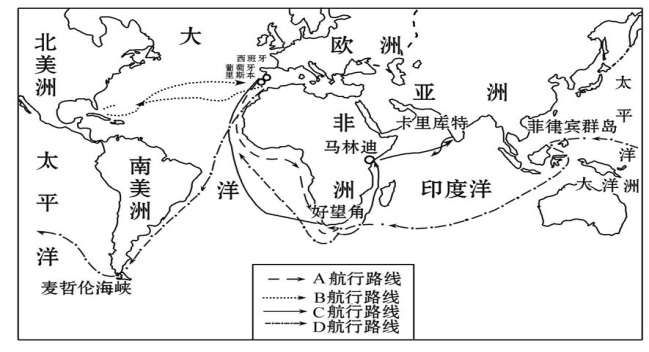 北美洲
大
欧洲
西班牙
葡萄牙
里斯本
亚洲
太平洋
非洲
卡里库特
菲律宾群岛
马林迪
太平洋
南美洲
洋
印度洋
大洋洲
好望角
麦哲伦海峡
A航行路线
B航行路线
C航行路线
D航行路线